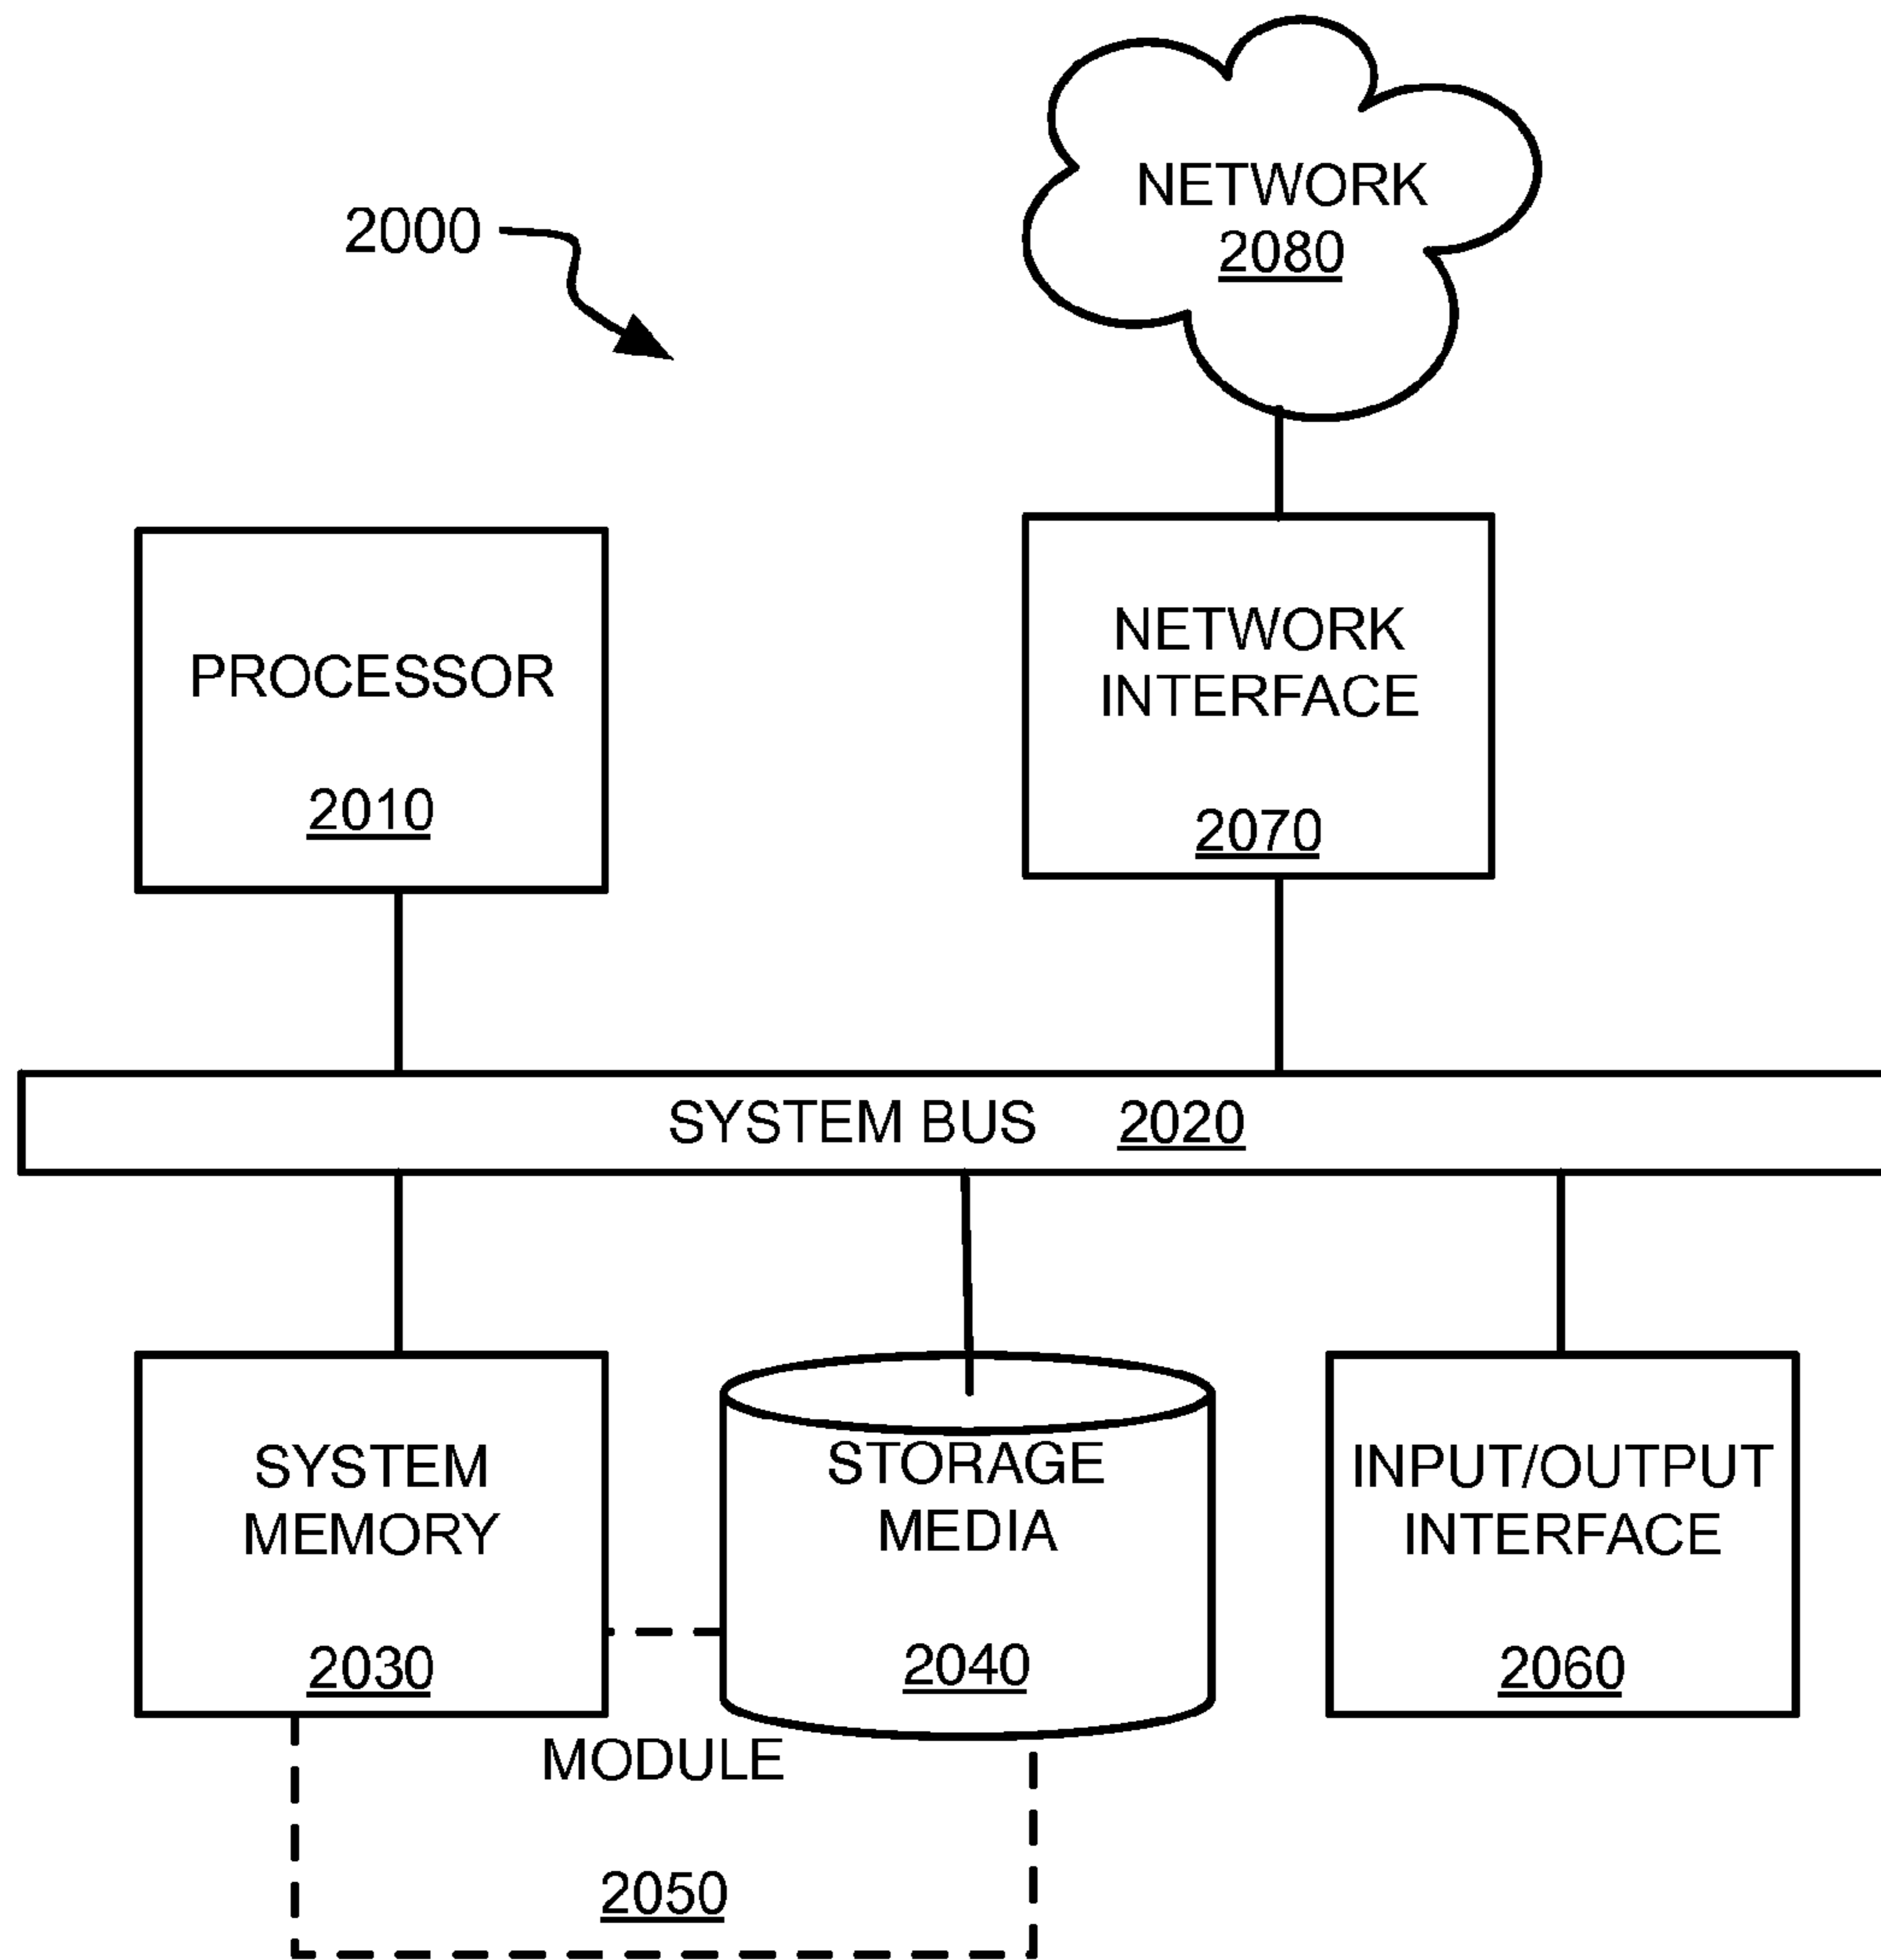 NETWORK
2080
2000
PROCESSOR
2010
NETWORK
INTERFACE
2070
SYSTEM BUS 2020
SYSTEM
MEMORY
2030
STORAGE
MEDIA
2040
INPUT/OUTPUT
INTERFACE
2060
MODULE
2050